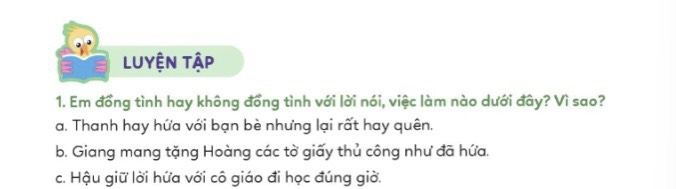 LUYỆN TẬP
1. Em đồng tình hay không đồng tình với lời nói, việc làm nào dưới đây? Vì sao?
a. Thanh hay hứa với bạn bè nhưng lại rất hay quên.
b. Giang mang tặng Hoàng các tờ giấy thủ công như đã hứa.
c. Hậu giữ lời hứa với cô giáo đi học đúng giờ.